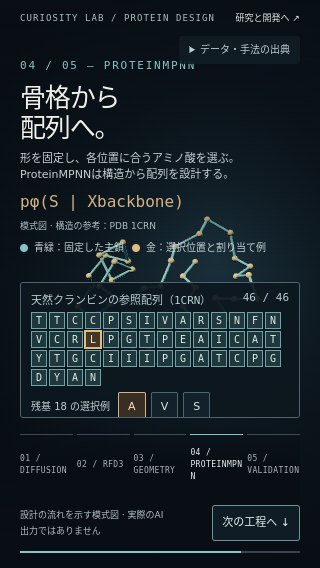 CURIOSITY LAB / PROTEIN DESIGN
研究と開発へ ↗
▶ データ・手法の出典
04 / 05 — PROTEINMPNN
骨格から
配列へ。
形を固定し、各位置に合うアミノ酸を選ぶ。
ProteinMPNNは構造から配列を設計する。
pφ(S | Xbackbone)
模式図・構造の参考：PDB 1CRN
青緑：固定した主鎖 金：選択位置と割り当て例
天然クランビンの参照配列（1CRN） 46 / 46
T T C C P S I V A R S N F N
V C R L P G T P E A I C A T
Y T G C I I I P G A T C P G
D Y A N
残基 18 の選択例 A V S
01 /
DIFFUSION
02 / RFD3
03 /
GEOMETRY
04 /
PROTEINMPN
N
05 /
VALIDATION
設計の流れを示す模式図・実際のAI
出力ではありません
次の工程へ ↓